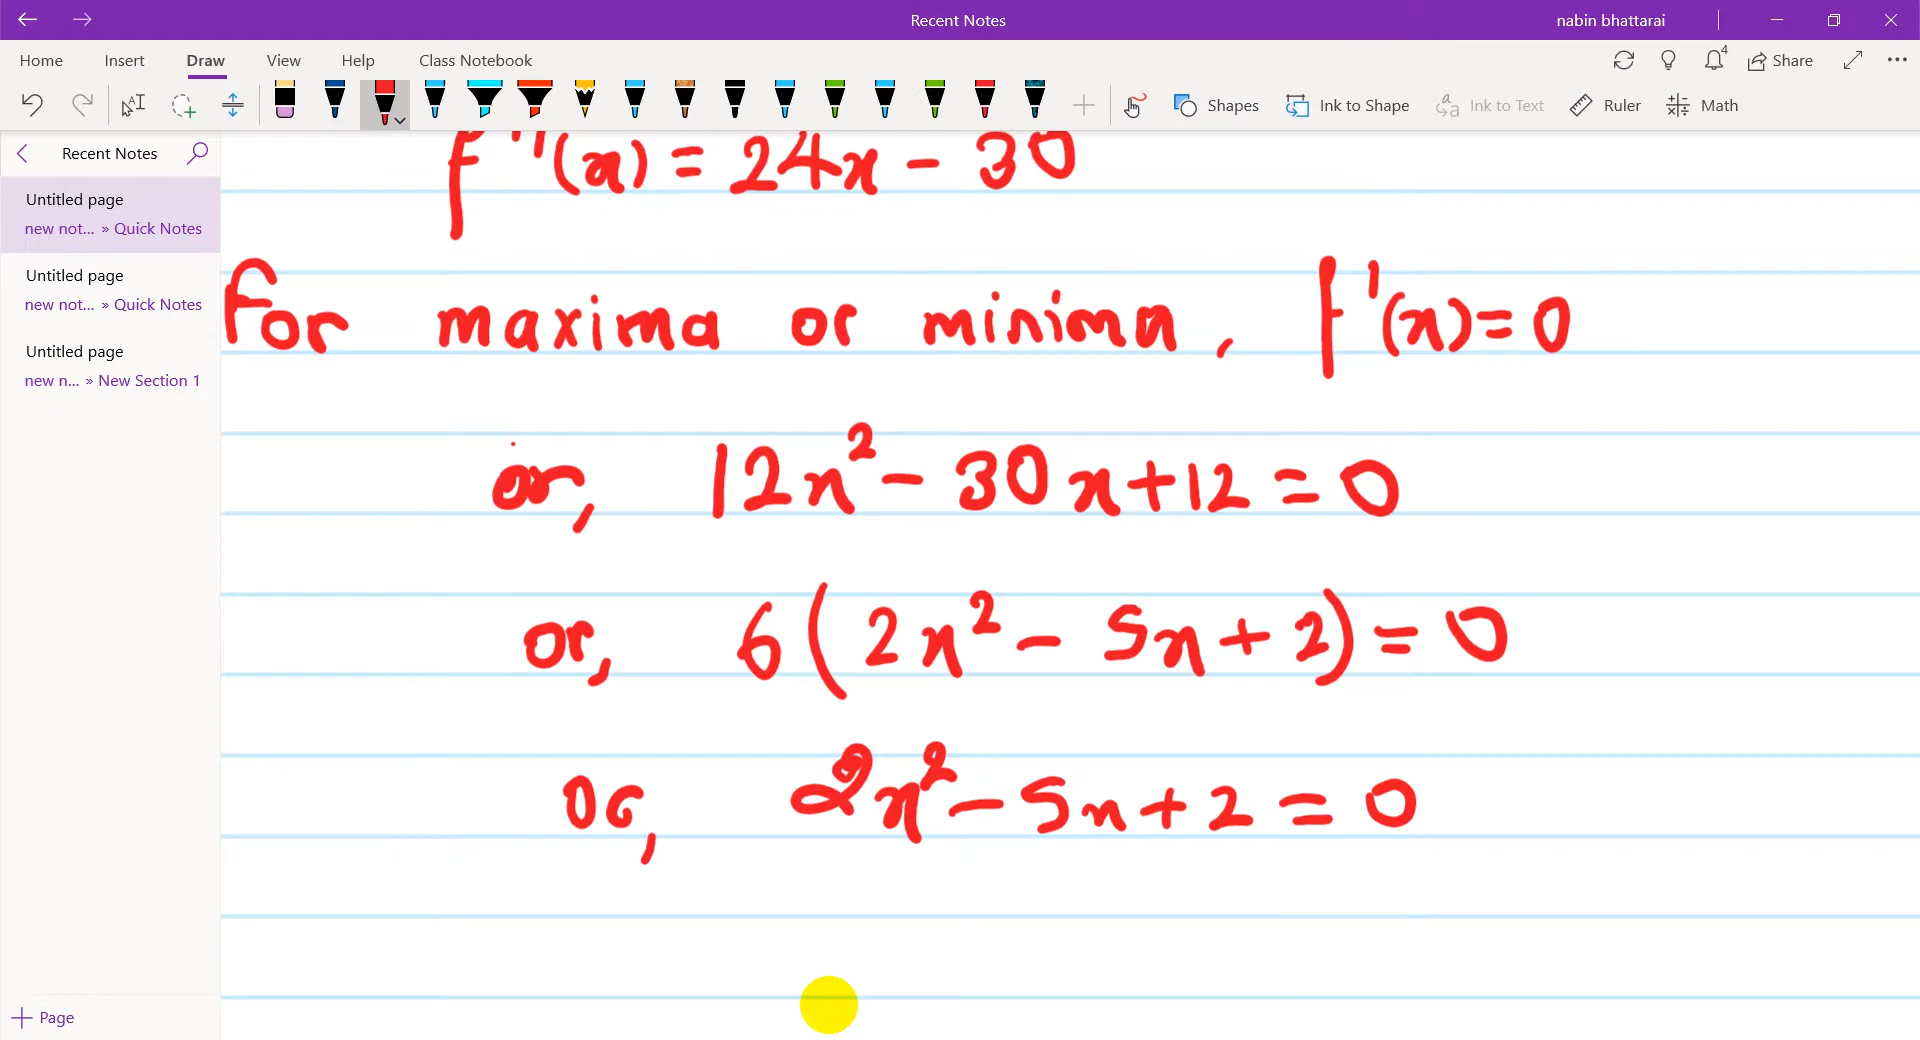 Recent Notes
nabin bhattarai
Home Insert Draw View Help Class Notebook
4
Share
Shapes Ink to Shape Ink to Text Ruler Math
Recent Notes
Untitled page
new not... » Quick Notes
Untitled page
new not... » Quick Notes
Untitled page
new n... » New Section 1
Page
f''(x) = 24x - 30
For maxima or minima, f'(x)=0
or, 12x² - 30x+12 = 0
or, 6(2x² - 5x+2) = 0
or, 2x² - 5x+2 = 0